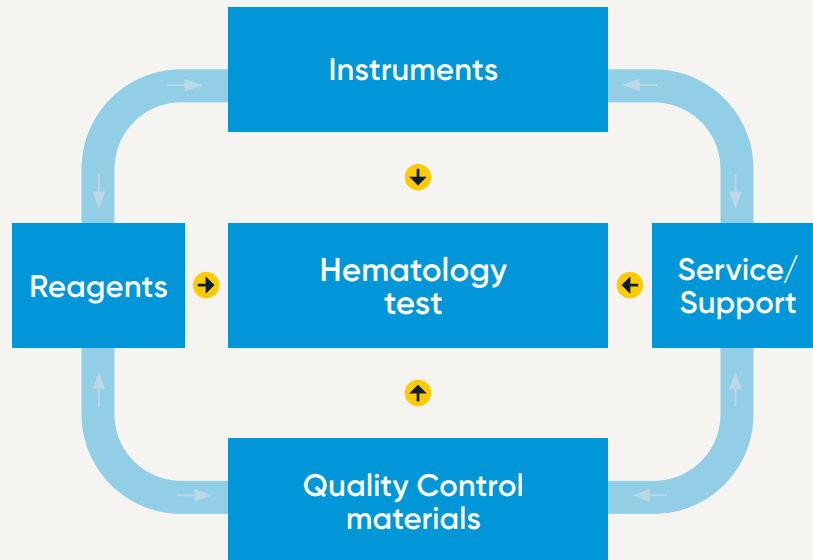 Instruments
Reagents
Hematology
test
Service/
Support
Quality Control
materials